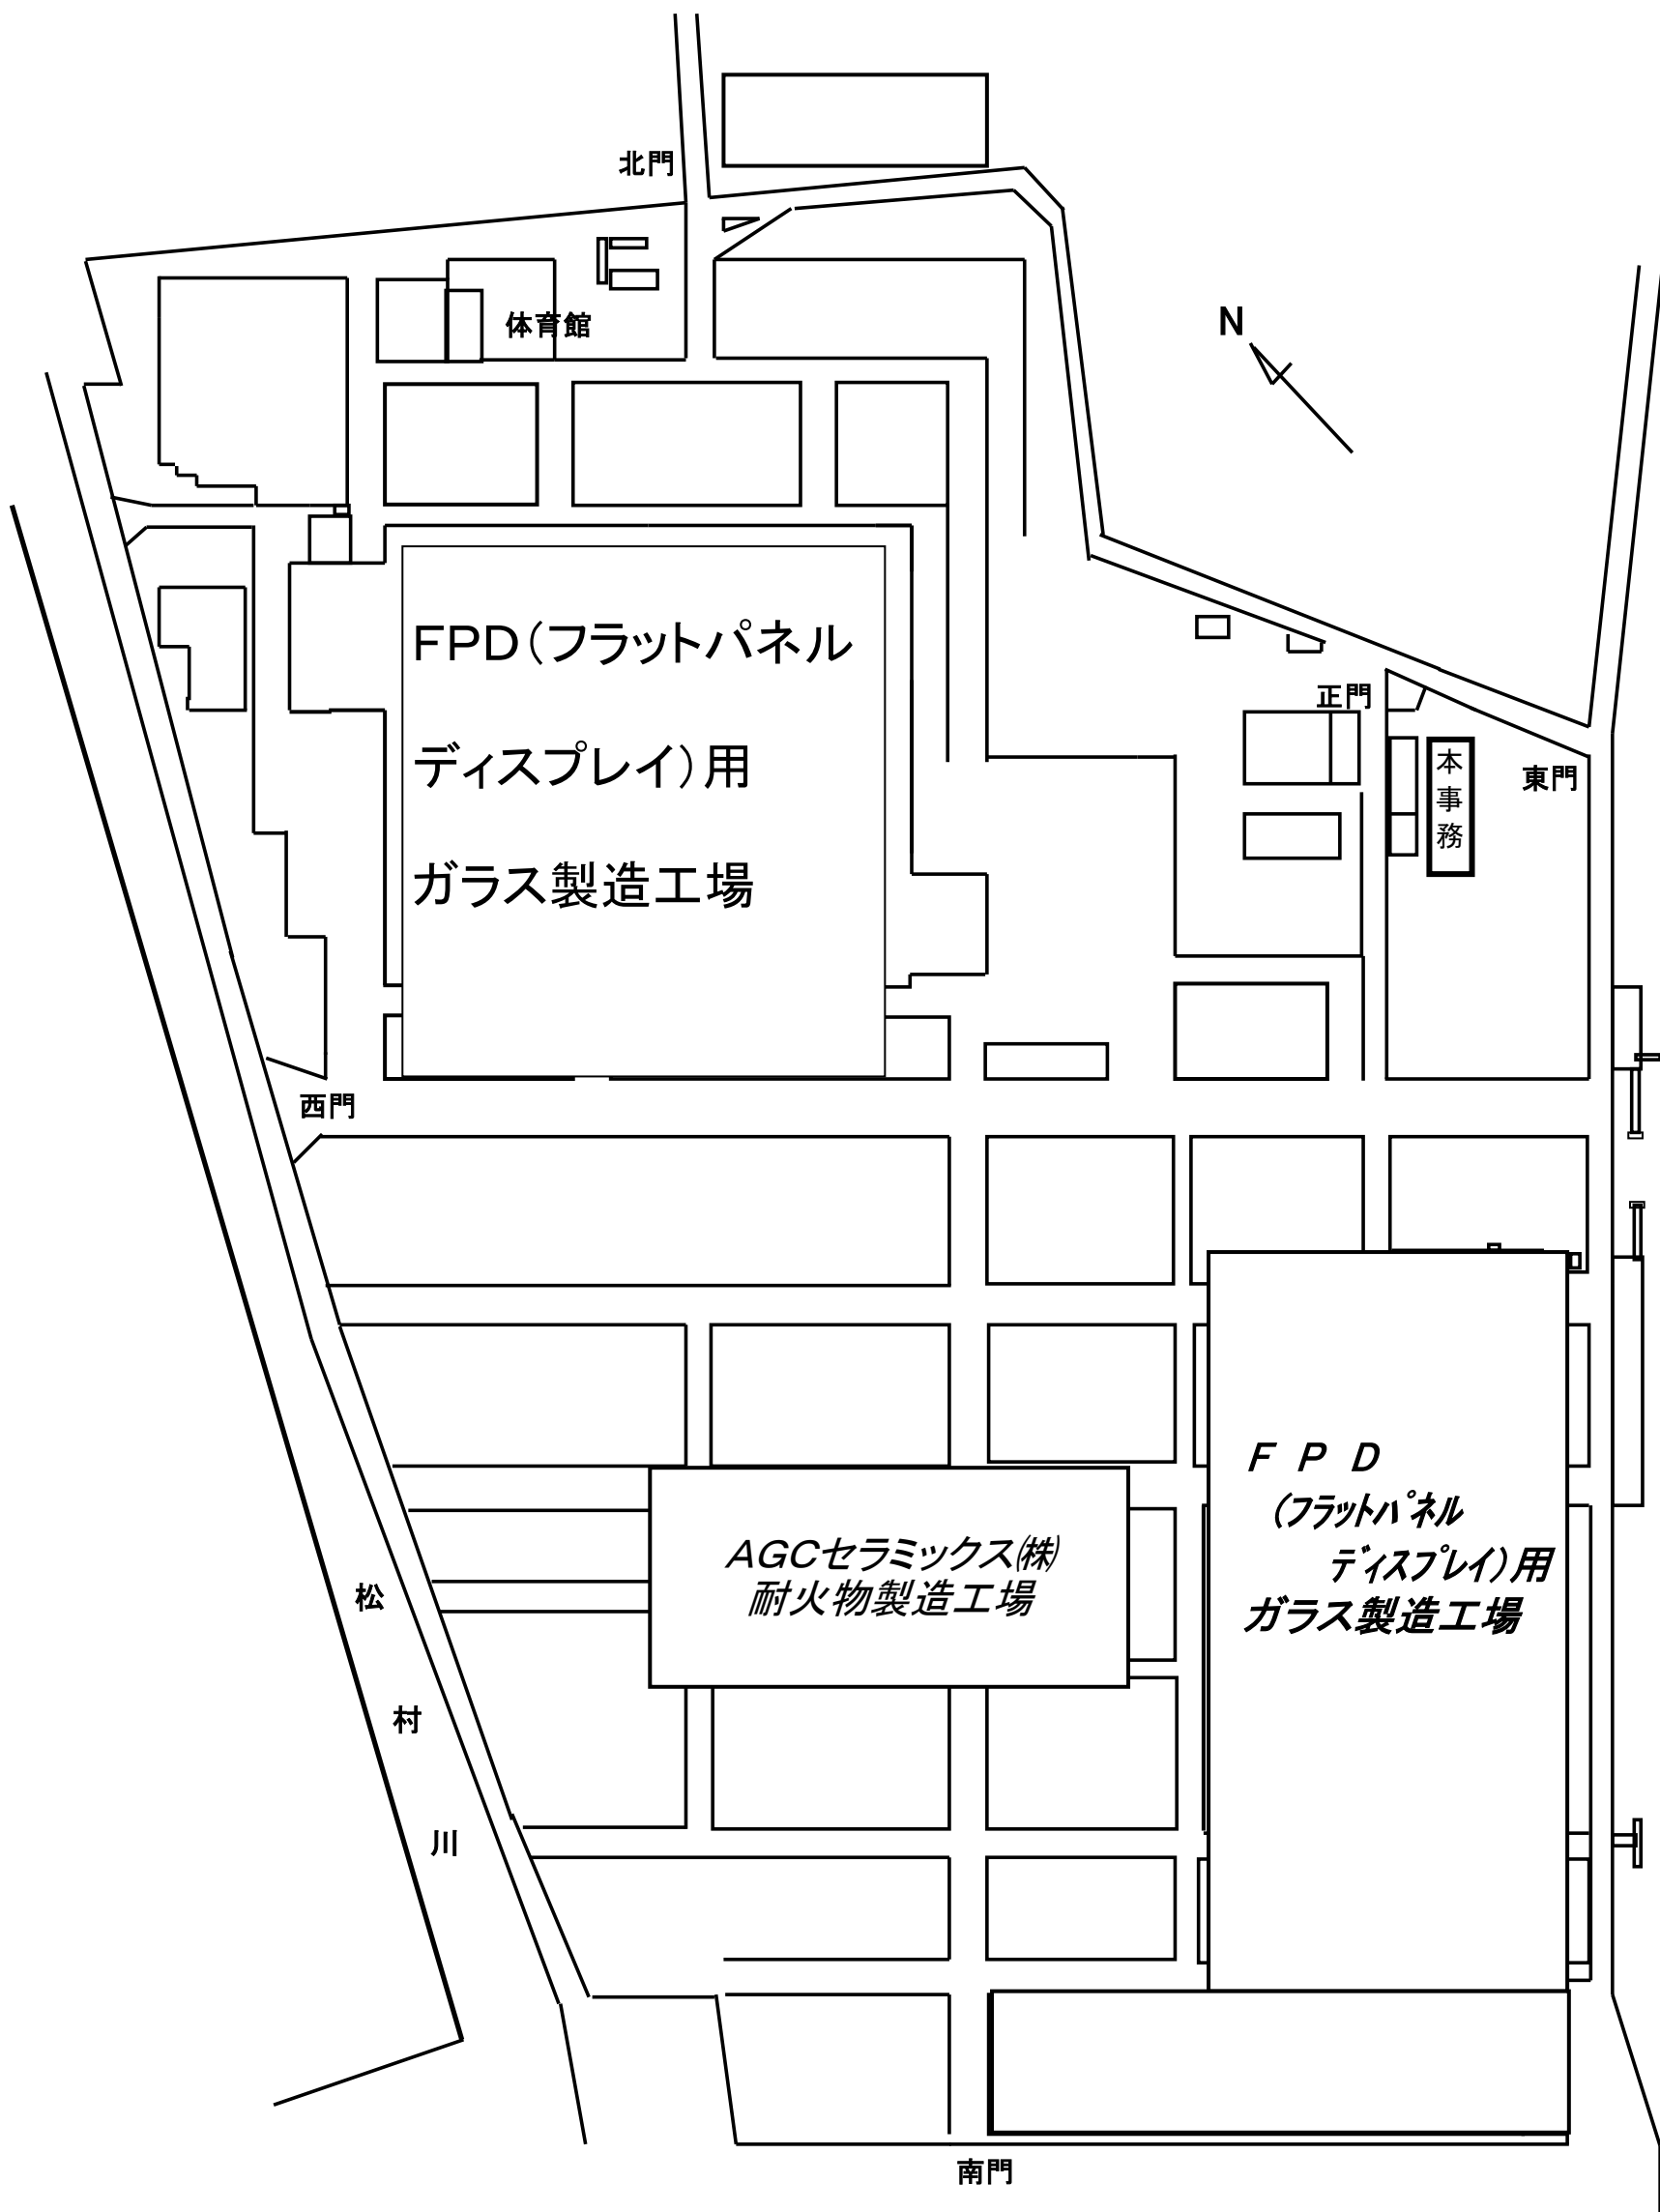 北門
体育館
N
FPD(フラットパネル
ディスプレイ)用
ガラス製造工場
正門
本事務
東門
西門
FPD
(フラットパネル
ディスプレイ)用
ガラス製造工場
AGCセラミックス㈱
耐火物製造工場
松村川
南門